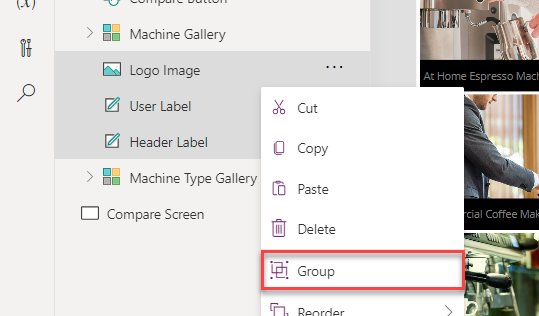 (x)
Compare Button
Machine Gallery
Logo Image
User Label
Header Label
Machine Type Gallery
Compare Screen
Cut
Copy
Paste
Delete
Group
Reorder
At Home Espresso Mach
rcial Coffee Mak